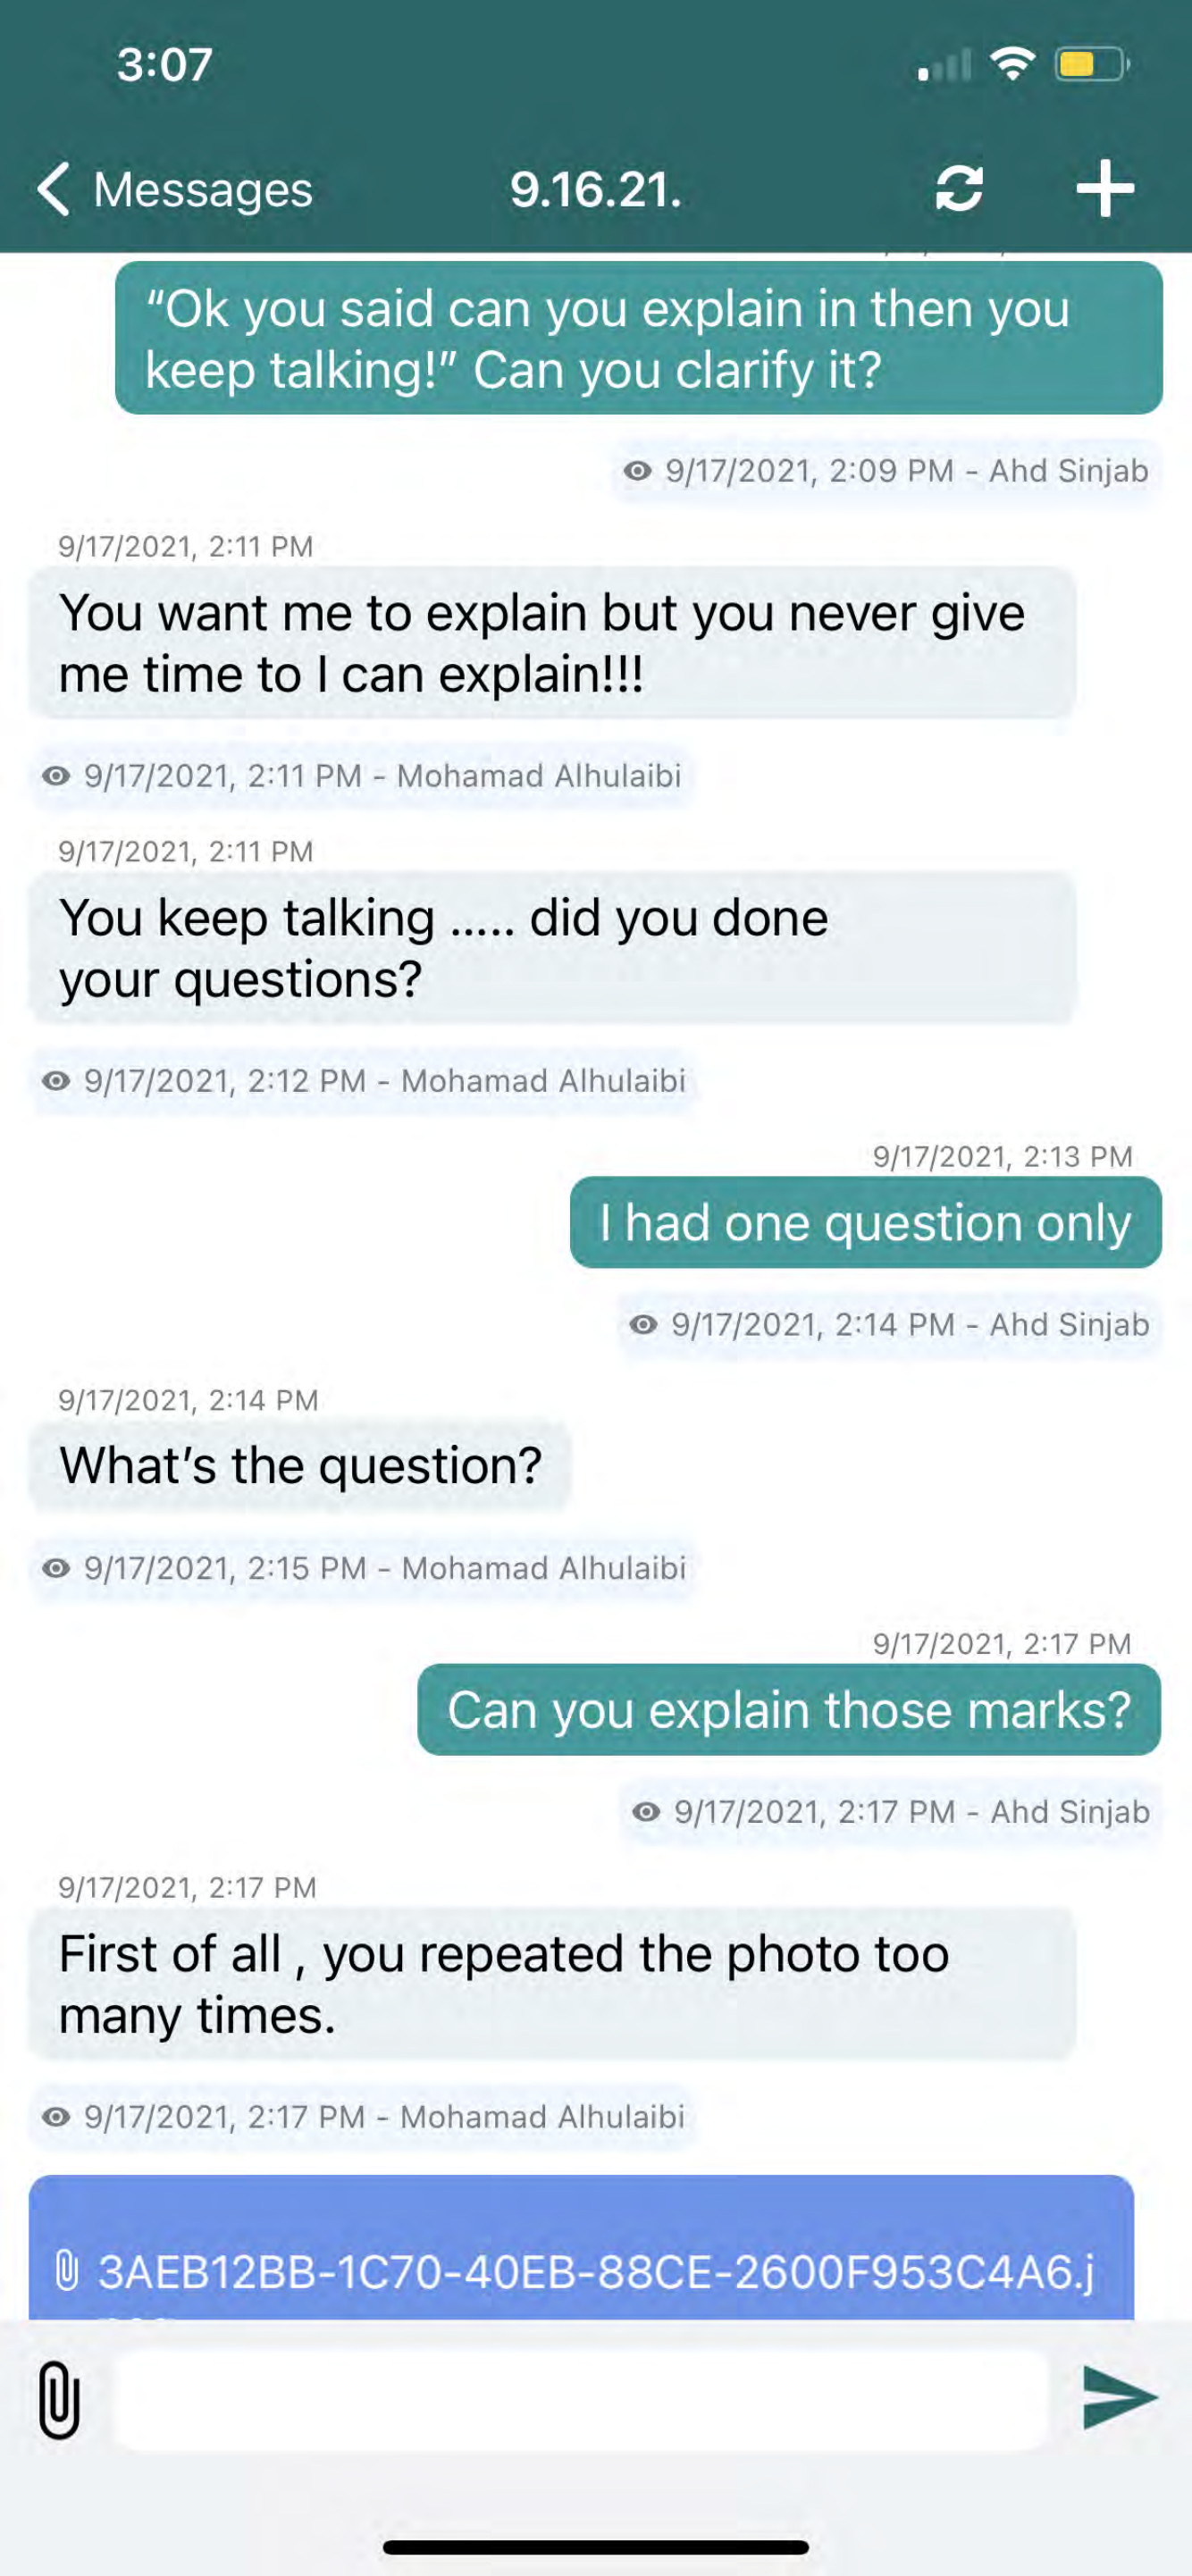 3:07
Messages 9.16.21.
“Ok you said can you explain in then you
keep talking!” Can you clarify it?
9/17/2021, 2:09 PM - Ahd Sinjab
9/17/2021, 2:11 PM
You want me to explain but you never give
me time to I can explain!!!
9/17/2021, 2:11 PM - Mohamad Alhulaibi
9/17/2021, 2:11 PM
You keep talking ..... did you done
your questions?
9/17/2021, 2:12 PM - Mohamad Alhulaibi
9/17/2021, 2:13 PM
I had one question only
9/17/2021, 2:14 PM - Ahd Sinjab
9/17/2021, 2:14 PM
What’s the question?
9/17/2021, 2:15 PM - Mohamad Alhulaibi
9/17/2021, 2:17 PM
Can you explain those marks?
9/17/2021, 2:17 PM - Ahd Sinjab
9/17/2021, 2:17 PM
First of all , you repeated the photo too
many times.
9/17/2021, 2:17 PM - Mohamad Alhulaibi
3AEB12BB-1C70-40EB-88CE-2600F953C4A6.j